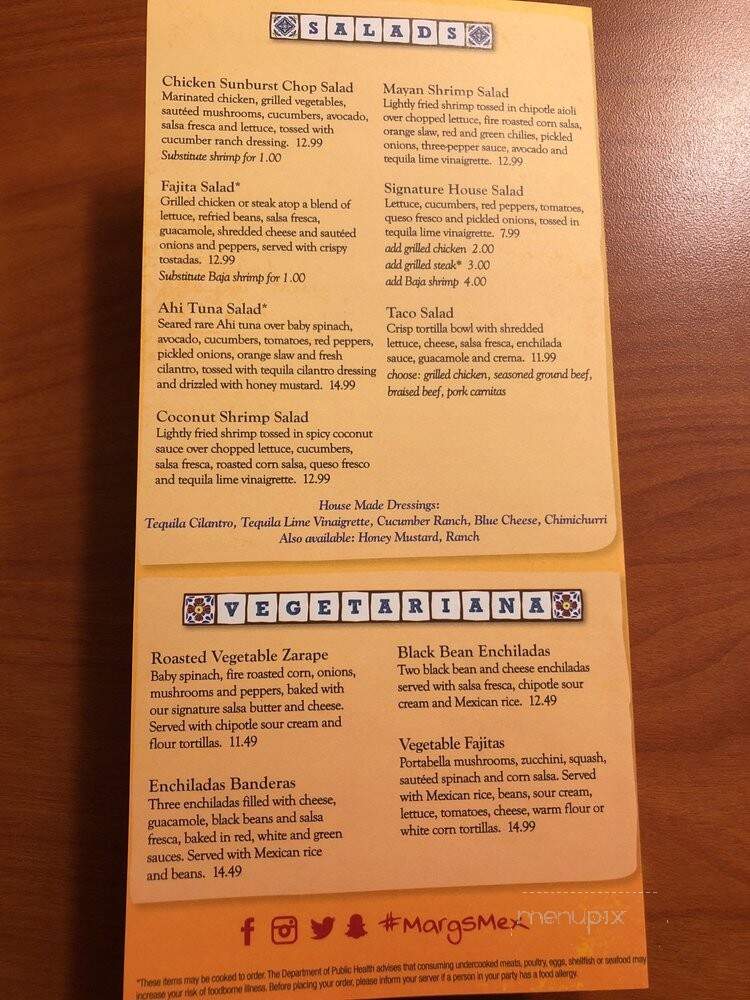 SALADS
Chicken Sunburst Chop Salad
Marinated chicken, grilled vegetables,
sautéed mushrooms, cucumbers, avocado,
salsa fresca and lettuce, tossed with
cucumber ranch dressing. 12.99
Substitute shrimp for 1.00
Fajita Salad*
Grilled chicken or steak atop a blend of
lettuce, refried beans, salsa fresca,
guacamole, shredded cheese and sautéed
onions and peppers, served with crispy
tostadas. 12.99
Substitute Baja shrimp for 1.00
Ahi Tuna Salad*
Seared rare Ahi tuna over baby spinach,
avocado, cucumbers, tomatoes, red peppers,
pickled onions, orange slaw and fresh
cilantro, tossed with tequila cilantro dressing
and drizzled with honey mustard. 14.99
Coconut Shrimp Salad
Lightly fried shrimp tossed in spicy coconut
sauce over chopped lettuce, cucumbers,
salsa fresca, roasted corn salsa, queso fresco
and tequila lime vinaigrette. 12.99
Mayan Shrimp Salad
Lightly fried shrimp tossed in chipotle aioli
over chopped lettuce, fire roasted corn salsa,
orange slaw, red and green chilies, pickled
onions, three-pepper sauce, avocado and
tequila lime vinaigrette. 12.99
Signature House Salad
Lettuce, cucumbers, red peppers, tomatoes,
queso fresco and pickled onions, tossed in
tequila lime vinaigrette. 7.99
add grilled chicken 2.00
add grilled steak* 3.00
add Baja shrimp 4.00
Taco Salad
Crisp tortilla bowl with shredded
lettuce, cheese, salsa fresca, enchilada
sauce, guacamole and crema. 11.99
choose: grilled chicken, seasoned ground beef,
braised beef, pork carnitas
House Made Dressings:
Tequila Cilantro, Tequila Lime Vinaigrette, Cucumber Ranch, Blue Cheese, Chimichurri
Also available: Honey Mustard, Ranch
VEGETARIANA
Roasted Vegetable Zarape
Baby spinach, fire roasted corn, onions,
mushrooms and peppers, baked with
our signature salsa butter and cheese.
Served with chipotle sour cream and
flour tortillas. 11.49
Enchiladas Banderas
Three enchiladas filled with cheese,
guacamole, black beans and salsa
fresca, baked in red, white and green
sauces. Served with Mexican rice
and beans. 14.49
Black Bean Enchiladas
Two black bean and cheese enchiladas
served with salsa fresca, chipotle sour
cream and Mexican rice. 12.49
Vegetable Fajitas
Portabella mushrooms, zucchini, squash,
sautéed spinach and corn salsa. Served
with Mexican rice, beans, sour cream,
lettuce, tomatoes, cheese, warm flour or
white corn tortillas. 14.99
#MargsMex
menupix
*These items may be cooked to order. The Department of Public Health advises that consuming undercooked meats, poultry, eggs, shellfish or seafood may
increase your risk of foodborne illness. Before placing your order, please inform your server if a person in your party has a food allergy.